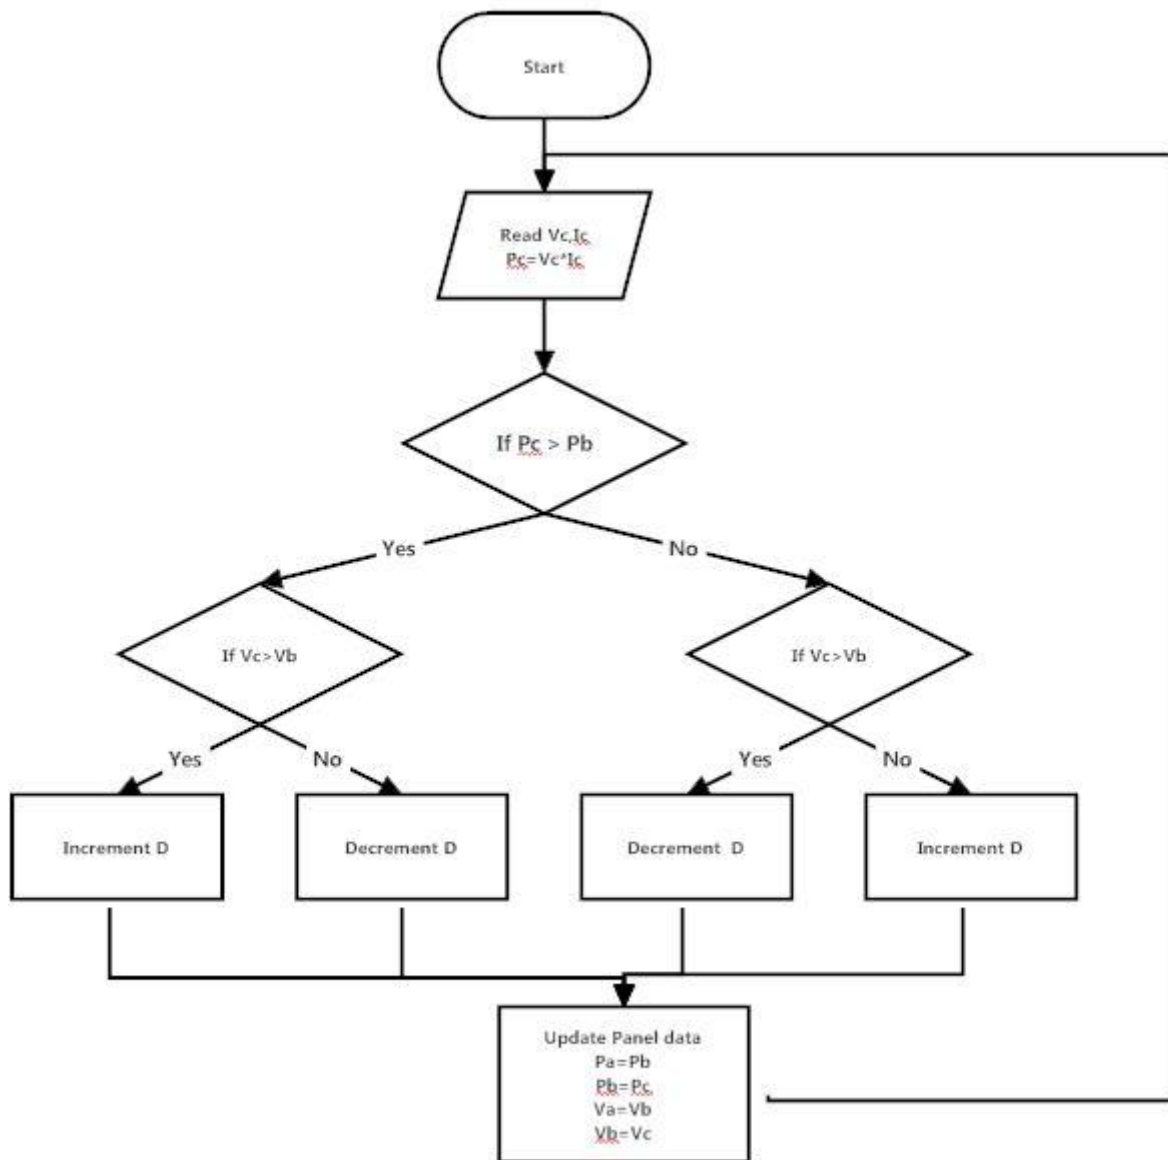 Start
Read Vc,Ic
Pc=Vc*Ic
If Pc > Pb
Yes
No
If Vc>Vb
If Vc>Vb
Yes
No
Yes
No
Increment D
Decrement D
Decrement D
Increment D
Update Panel data
Pa=Pb
Pb=Pc
Va=Vb
Vb=Vc